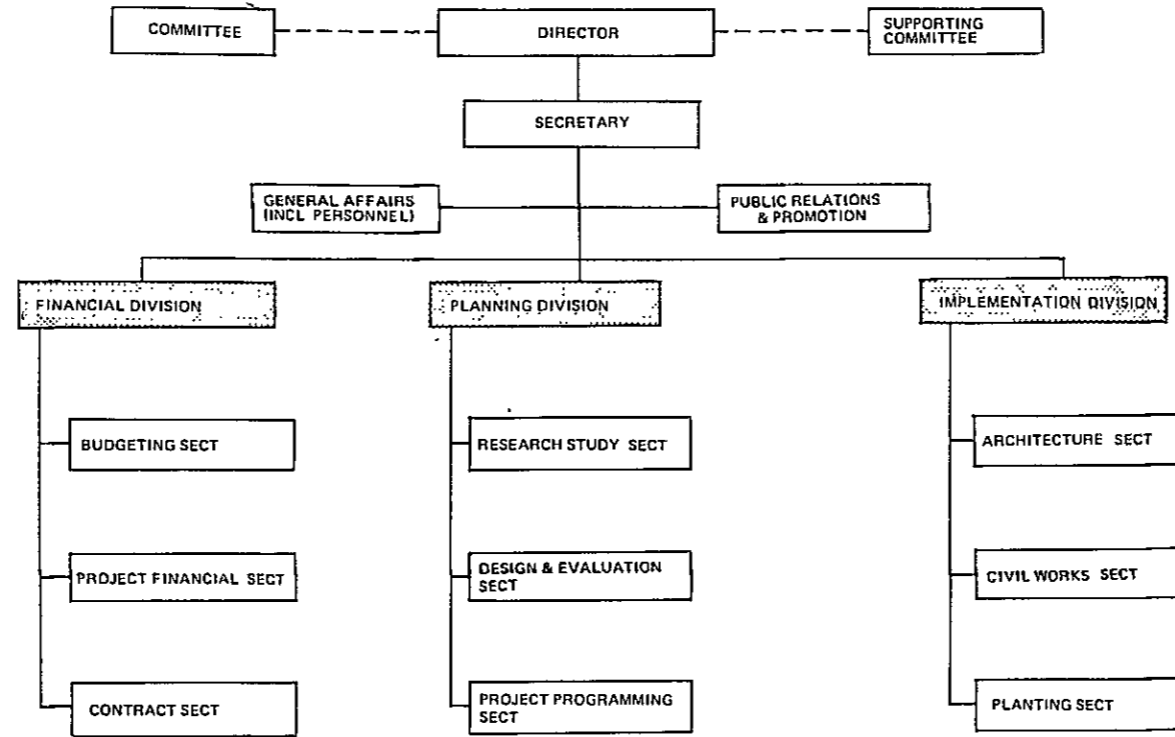 COMMITTEE
DIRECTOR
SUPPORTING
COMMITTEE
SECRETARY
GENERAL AFFAIRS
(INCL PERSONNEL)
PUBLIC RELATIONS
& PROMOTION
FINANCIAL DIVISION
PLANNING DIVISION
IMPLEMENTATION DIVISION
BUDGETING SECT
RESEARCH STUDY SECT
ARCHITECTURE SECT
PROJECT FINANCIAL SECT
DESIGN & EVALUATION
SECT
CIVIL WORKS SECT
CONTRACT SECT
PROJECT PROGRAMMING
SECT
PLANTING SECT